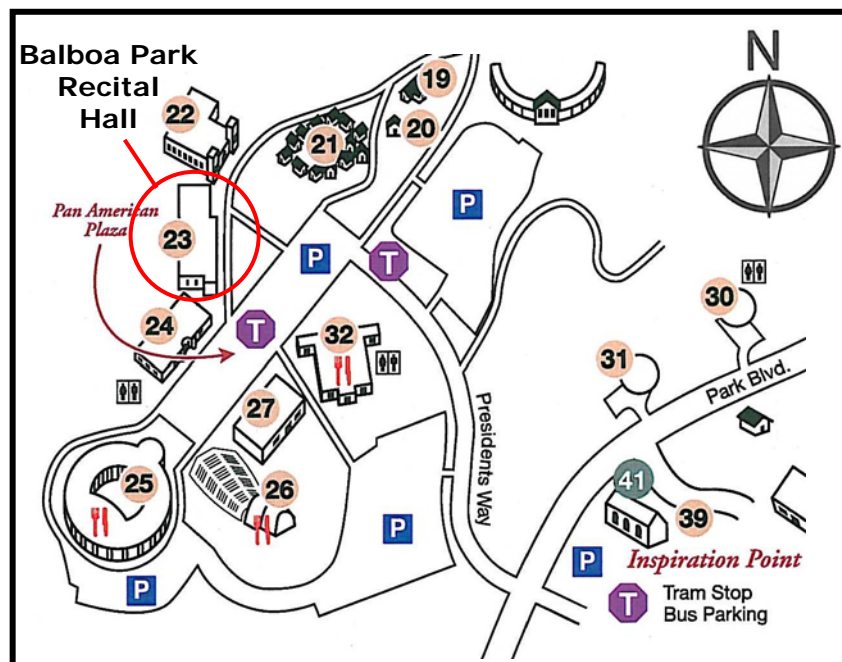 Balboa Park
Recital
Hall
N
19
22
20
21
P
Pan American
Plaza
23
T
P
30
24
T
32
31
Park Blvd.
27
Presidents Way
25
26
41
39
P
Inspiration Point
P
P
T
Tram Stop
Bus Parking